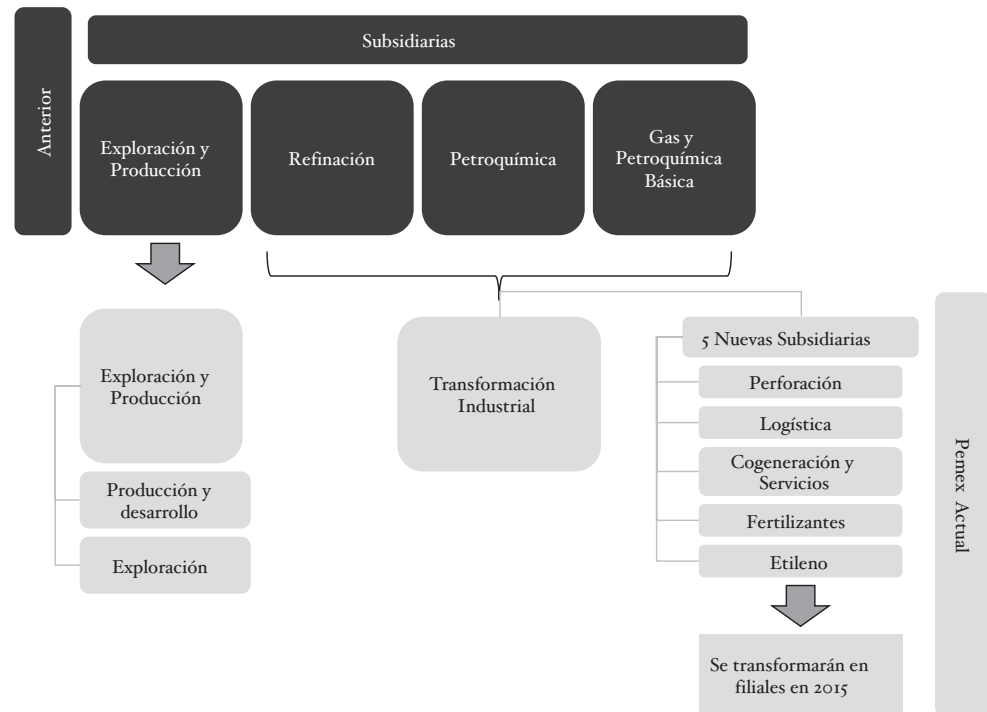 Anterior
Subsidiarias
Exploración y
Producción
Refinación
Petroquímica
Gas y
Petroquímica
Básica
Exploración y
Producción
Producción y
desarrollo
Exploración
Transformación
Industrial
5 Nuevas Subsidiarias
Perforación
Logística
Cogeneración y
Servicios
Fertilizantes
Etileno
Se transformarán en
filiales en 2015
Pemex Actual